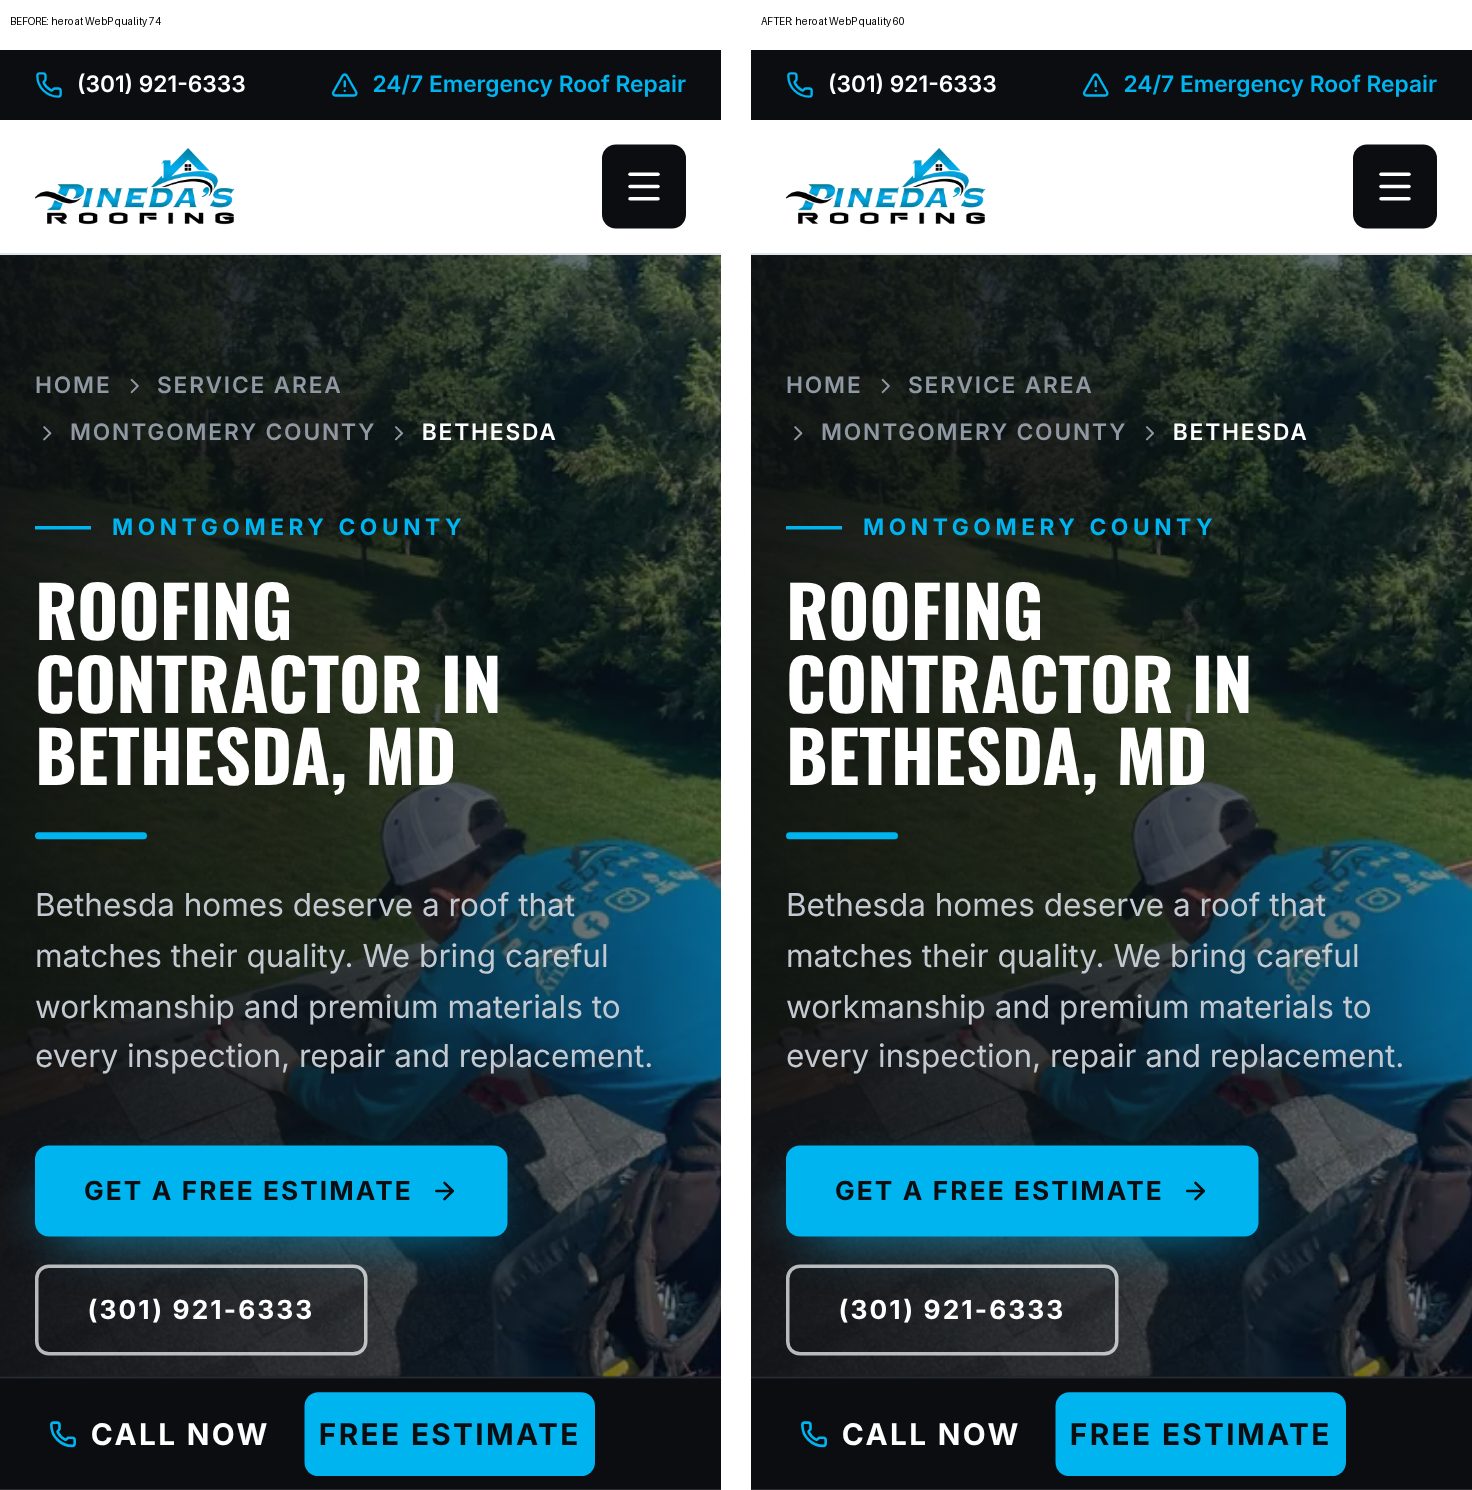 BEFORE: hero at WebP quality 74
(301) 921-6333
24/7 Emergency Roof Repair
PINEDA'S
ROOFING
HOME > SERVICE AREA
> MONTGOMERY COUNTY > BETHESDA
MONTGOMERY COUNTY
ROOFING
CONTRACTOR IN
BETHESDA, MD
Bethesda homes deserve a roof that
matches their quality. We bring careful
workmanship and premium materials to
every inspection, repair and replacement.
GET A FREE ESTIMATE →
(301) 921-6333
CALL NOW
FREE ESTIMATE
AFTER: hero at WebP quality 60
(301) 921-6333
24/7 Emergency Roof Repair
PINEDA'S
ROOFING
HOME > SERVICE AREA
> MONTGOMERY COUNTY > BETHESDA
MONTGOMERY COUNTY
ROOFING
CONTRACTOR IN
BETHESDA, MD
Bethesda homes deserve a roof that
matches their quality. We bring careful
workmanship and premium materials to
every inspection, repair and replacement.
GET A FREE ESTIMATE →
(301) 921-6333
CALL NOW
FREE ESTIMATE